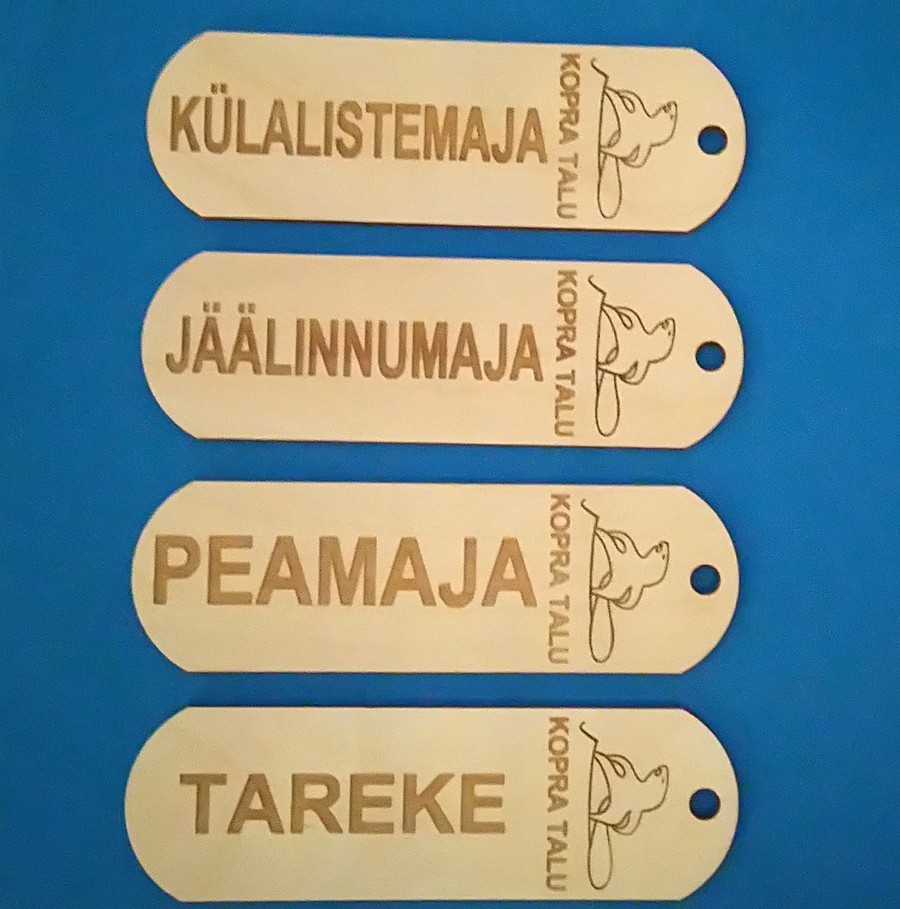 KÜLALISTEMAJA
KOPRA TALU
JÄÄLINNUMAJA
KOPRA TALU
PEAMAJA
KOPRA TALU
TAREKE
KOPRA TALU